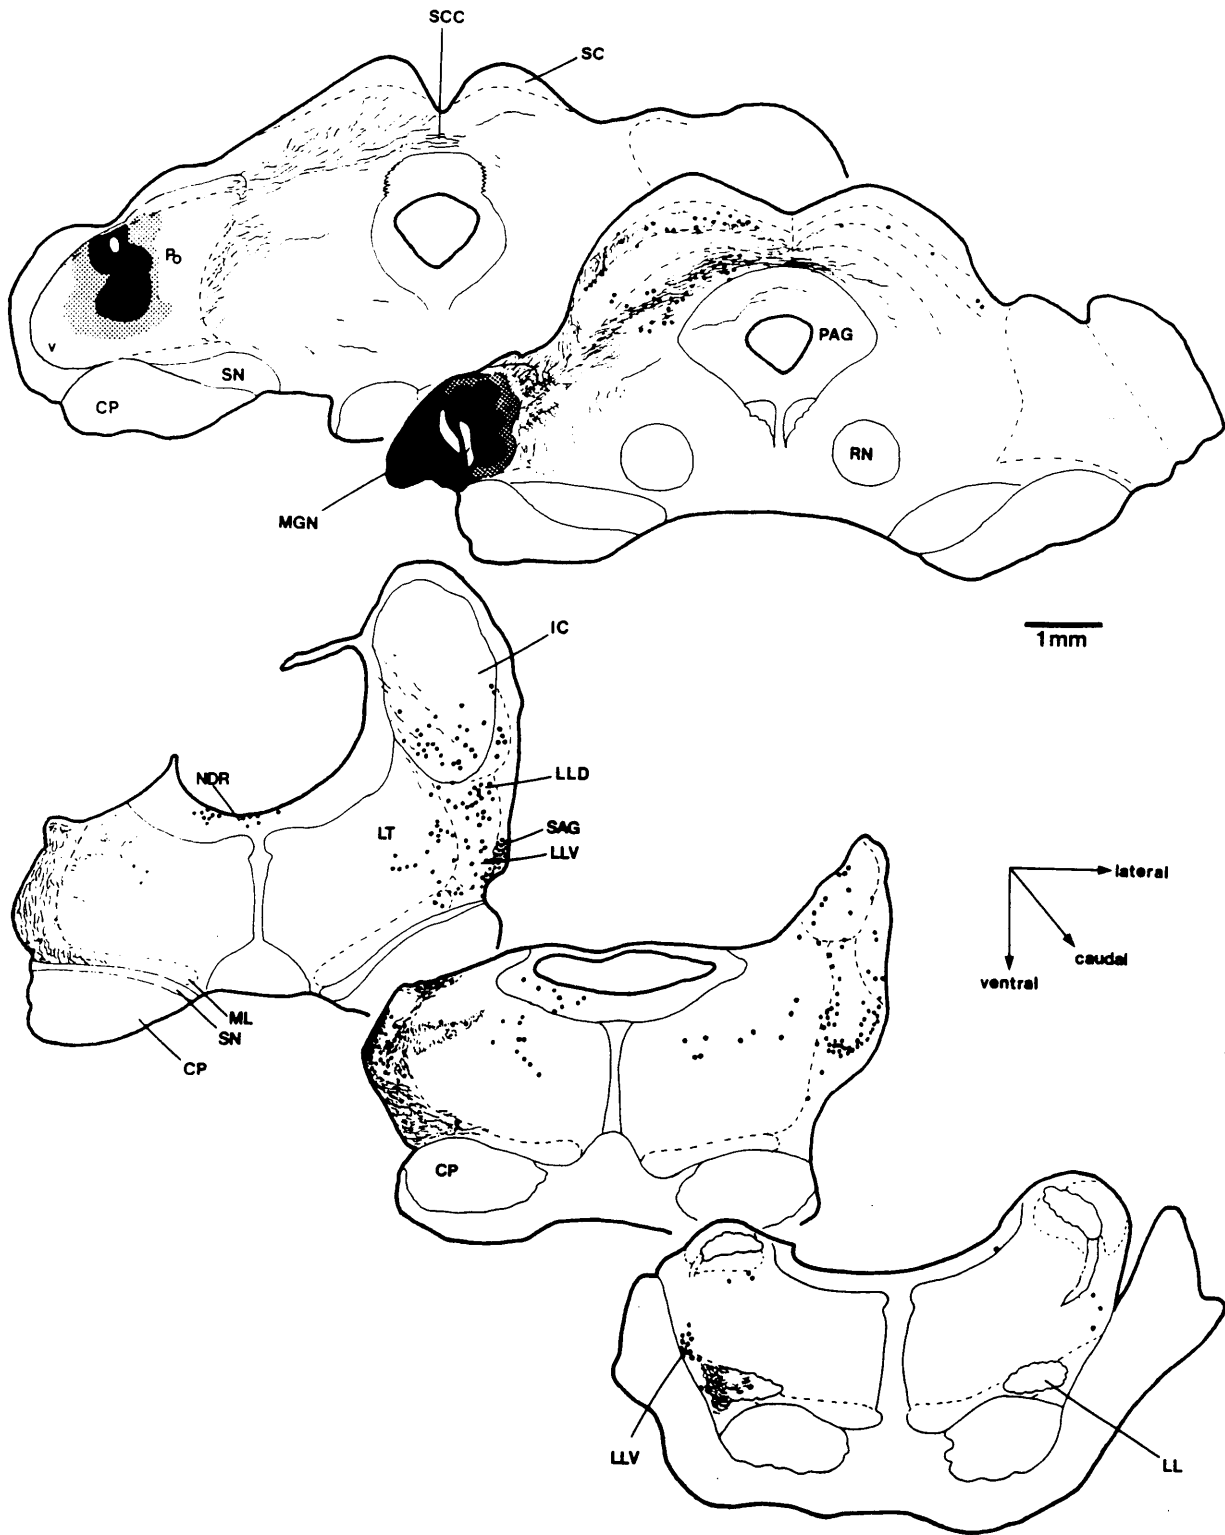 SCC
SC
Po
V
SN
CP
PAG
RN
MGN
1mm
IC
NDR
LLD
LT
SAG
LLV
lateral
caudal
ventral
ML
SN
CP
CP
LLV
LL